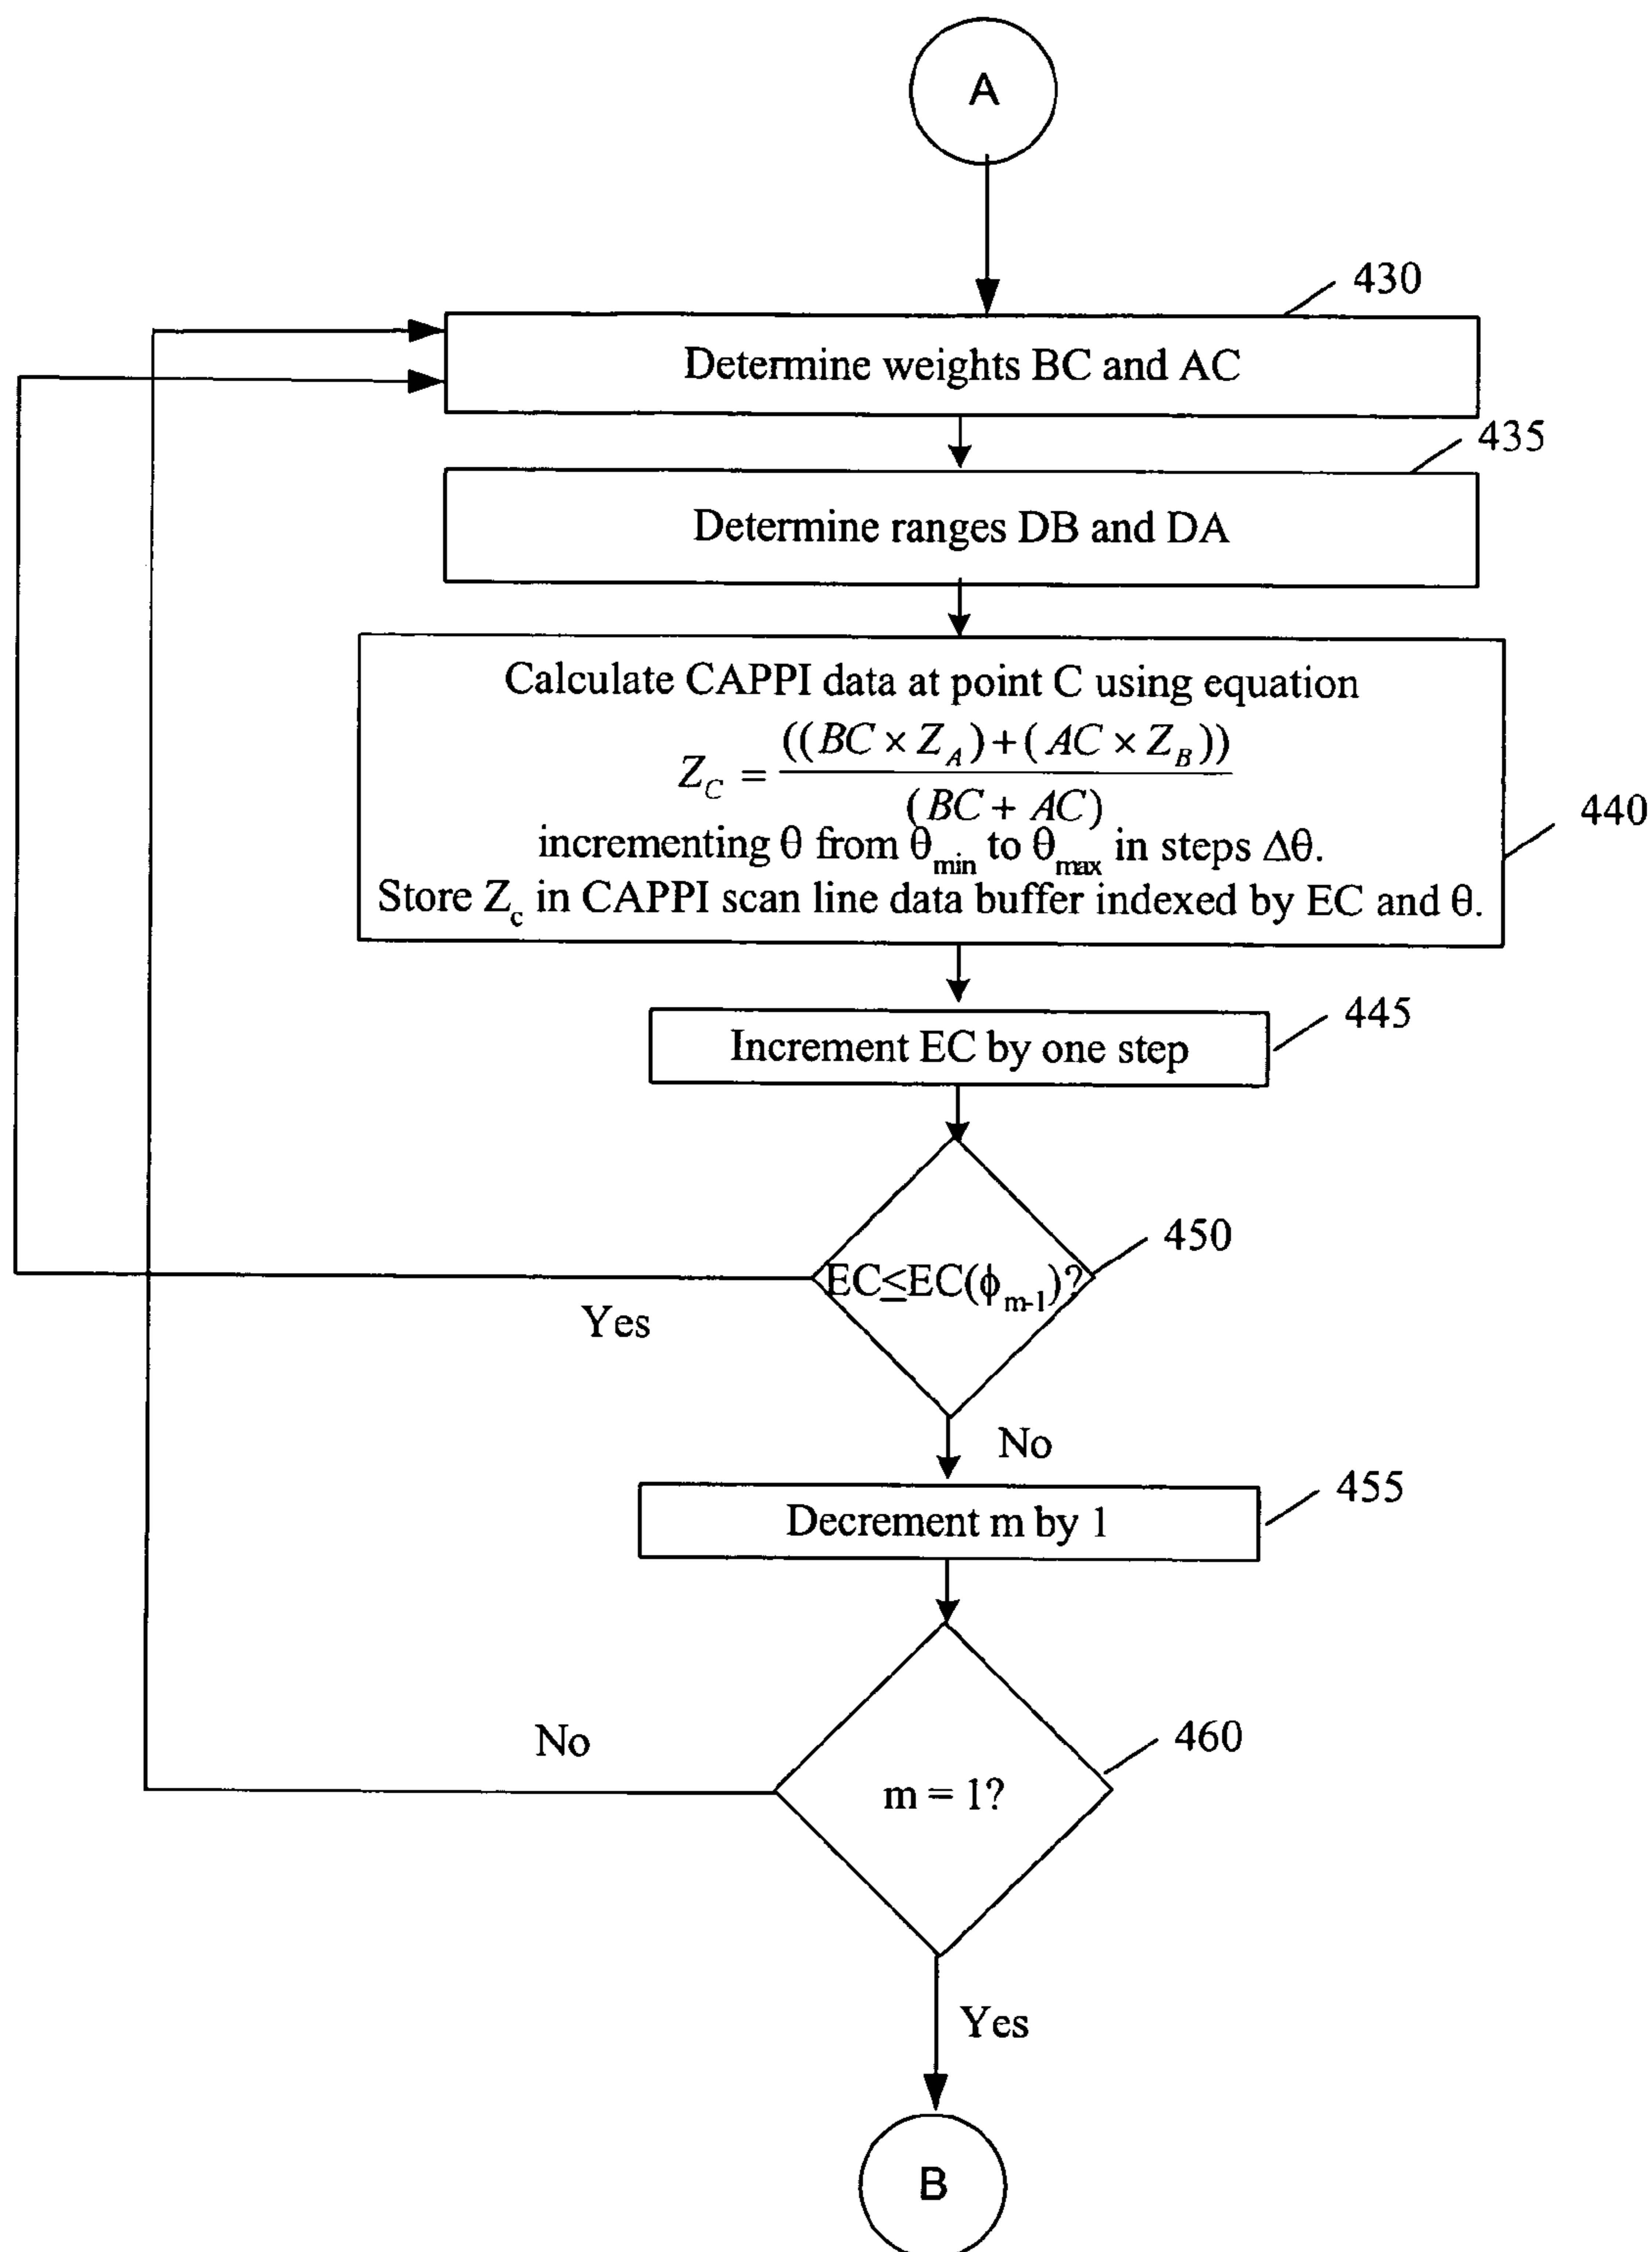 A
430
Determine weights BC and AC
435
Determine ranges DB and DA
440
Calculate CAPPI data at point C using equation
Z_C = ((BC × Z_A)+(AC × Z_B)) / (BC + AC)
incrementing θ from θ_min to θ_max in steps Δθ.
Store Z_c in CAPPI scan line data buffer indexed by EC and θ.
445
Increment EC by one step
450
EC≤EC(ϕ_m-1)?
Yes
No
455
Decrement m by 1
460
No
m = 1?
Yes
B